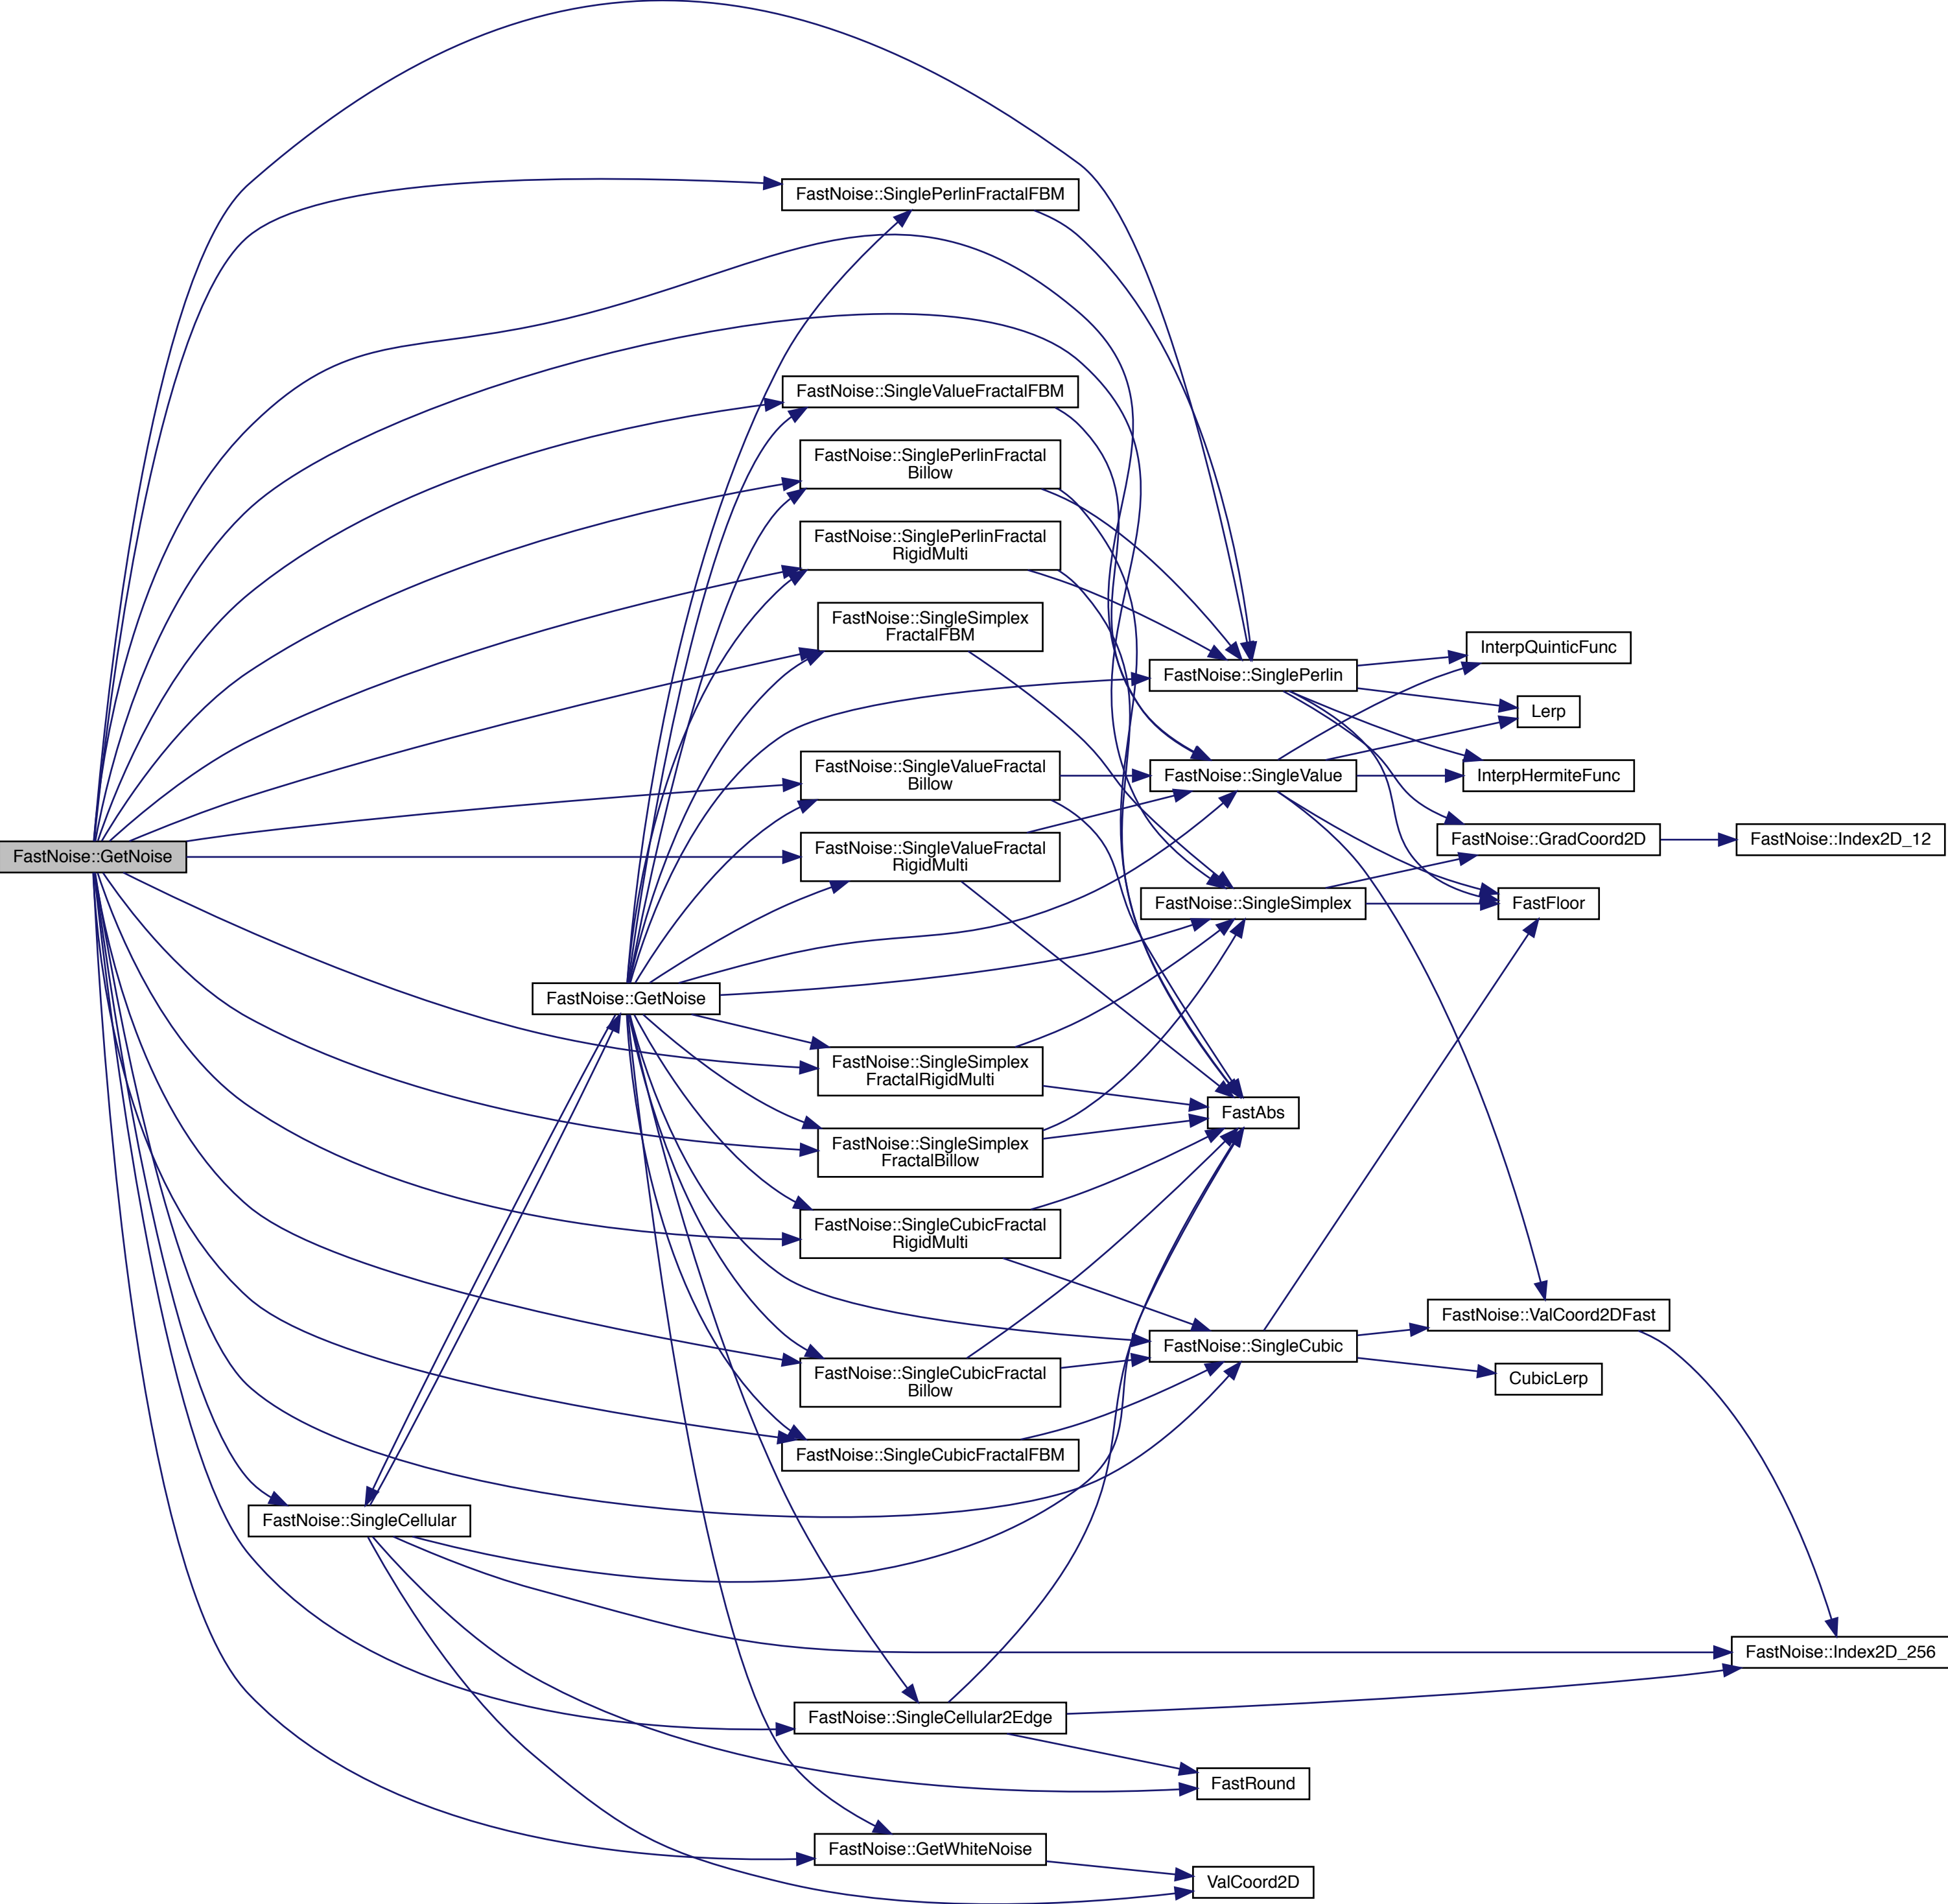 FastNoise::SinglePerlinFractalFBM
FastNoise::SingleValueFractalFBM
FastNoise::SinglePerlinFractal
Billow
FastNoise::SinglePerlinFractal
RigidMulti
FastNoise::SingleSimplex
FractalFBM
InterpQuinticFunc
FastNoise::SinglePerlin
Lerp
FastNoise::SingleValueFractal
Billow
FastNoise::SingleValue
InterpHermiteFunc
FastNoise::GetNoise
FastNoise::SingleValueFractal
RigidMulti
FastNoise::GradCoord2D
FastNoise::Index2D_12
FastNoise::SingleSimplex
FastFloor
FastNoise::GetNoise
FastNoise::SingleSimplex
FractalRigidMulti
FastAbs
FastNoise::SingleSimplex
FractalBillow
FastNoise::SingleCubicFractal
RigidMulti
FastNoise::ValCoord2DFast
FastNoise::SingleCubic
CubicLerp
FastNoise::SingleCubicFractal
Billow
FastNoise::SingleCubicFractalFBM
FastNoise::SingleCellular
FastNoise::Index2D_256
FastNoise::SingleCellular2Edge
FastRound
FastNoise::GetWhiteNoise
ValCoord2D